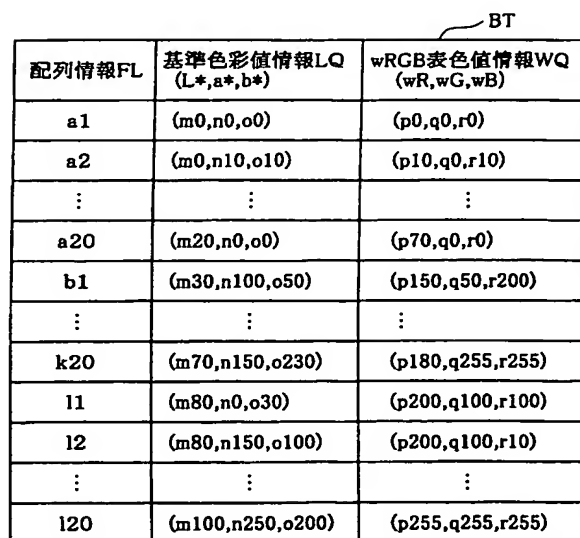 BT
配列情報FL 基準色彩値情報LQ (L*,a*,b*) wRGB表色値情報WQ (wR,wG,wB)
a1 (m0,n0,o0) (p0,q0,r0)
a2 (m0,n10,o10) (p10,q0,r10)
⋮ ⋮ ⋮
a20 (m20,n0,o0) (p70,q0,r0)
b1 (m30,n100,o50) (p150,q50,r200)
⋮ ⋮ ⋮
k20 (m70,n150,o230) (p180,q255,r255)
l1 (m80,n0,o30) (p200,q100,r100)
l2 (m80,n150,o100) (p200,q100,r10)
⋮ ⋮ ⋮
l20 (m100,n250,o200) (p255,q255,r255)